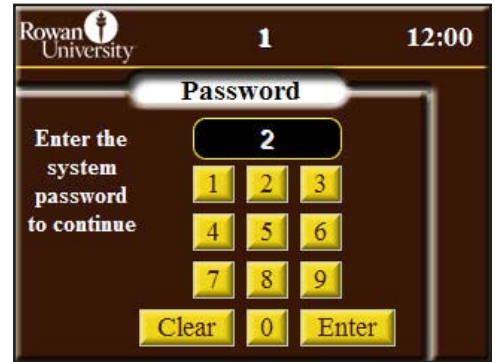 Rowan
University
1
12:00
Password
Enter the
system
password
to continue
2
1 2 3
4 5 6
7 8 9
Clear 0 Enter